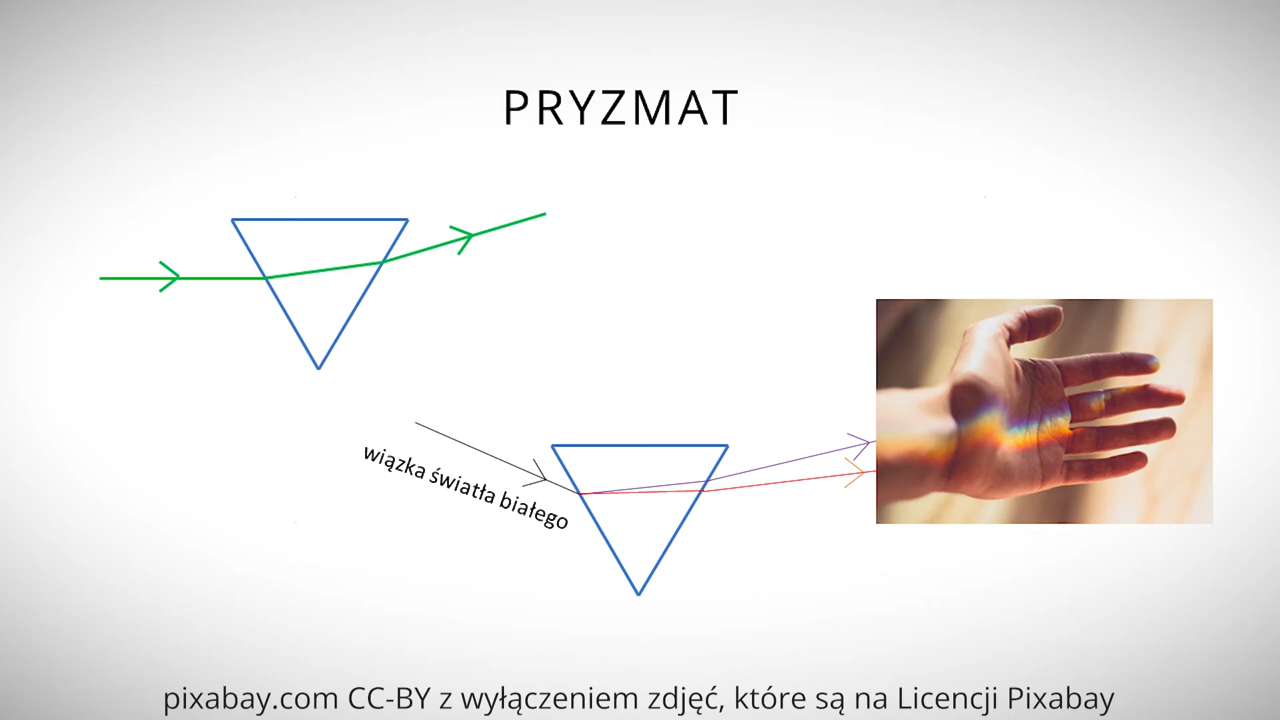 PRYZMAT
wiązka światła białego
pixabay.com CC-BY z wyłączeniem zdjęć, które są na Licencji Pixabay